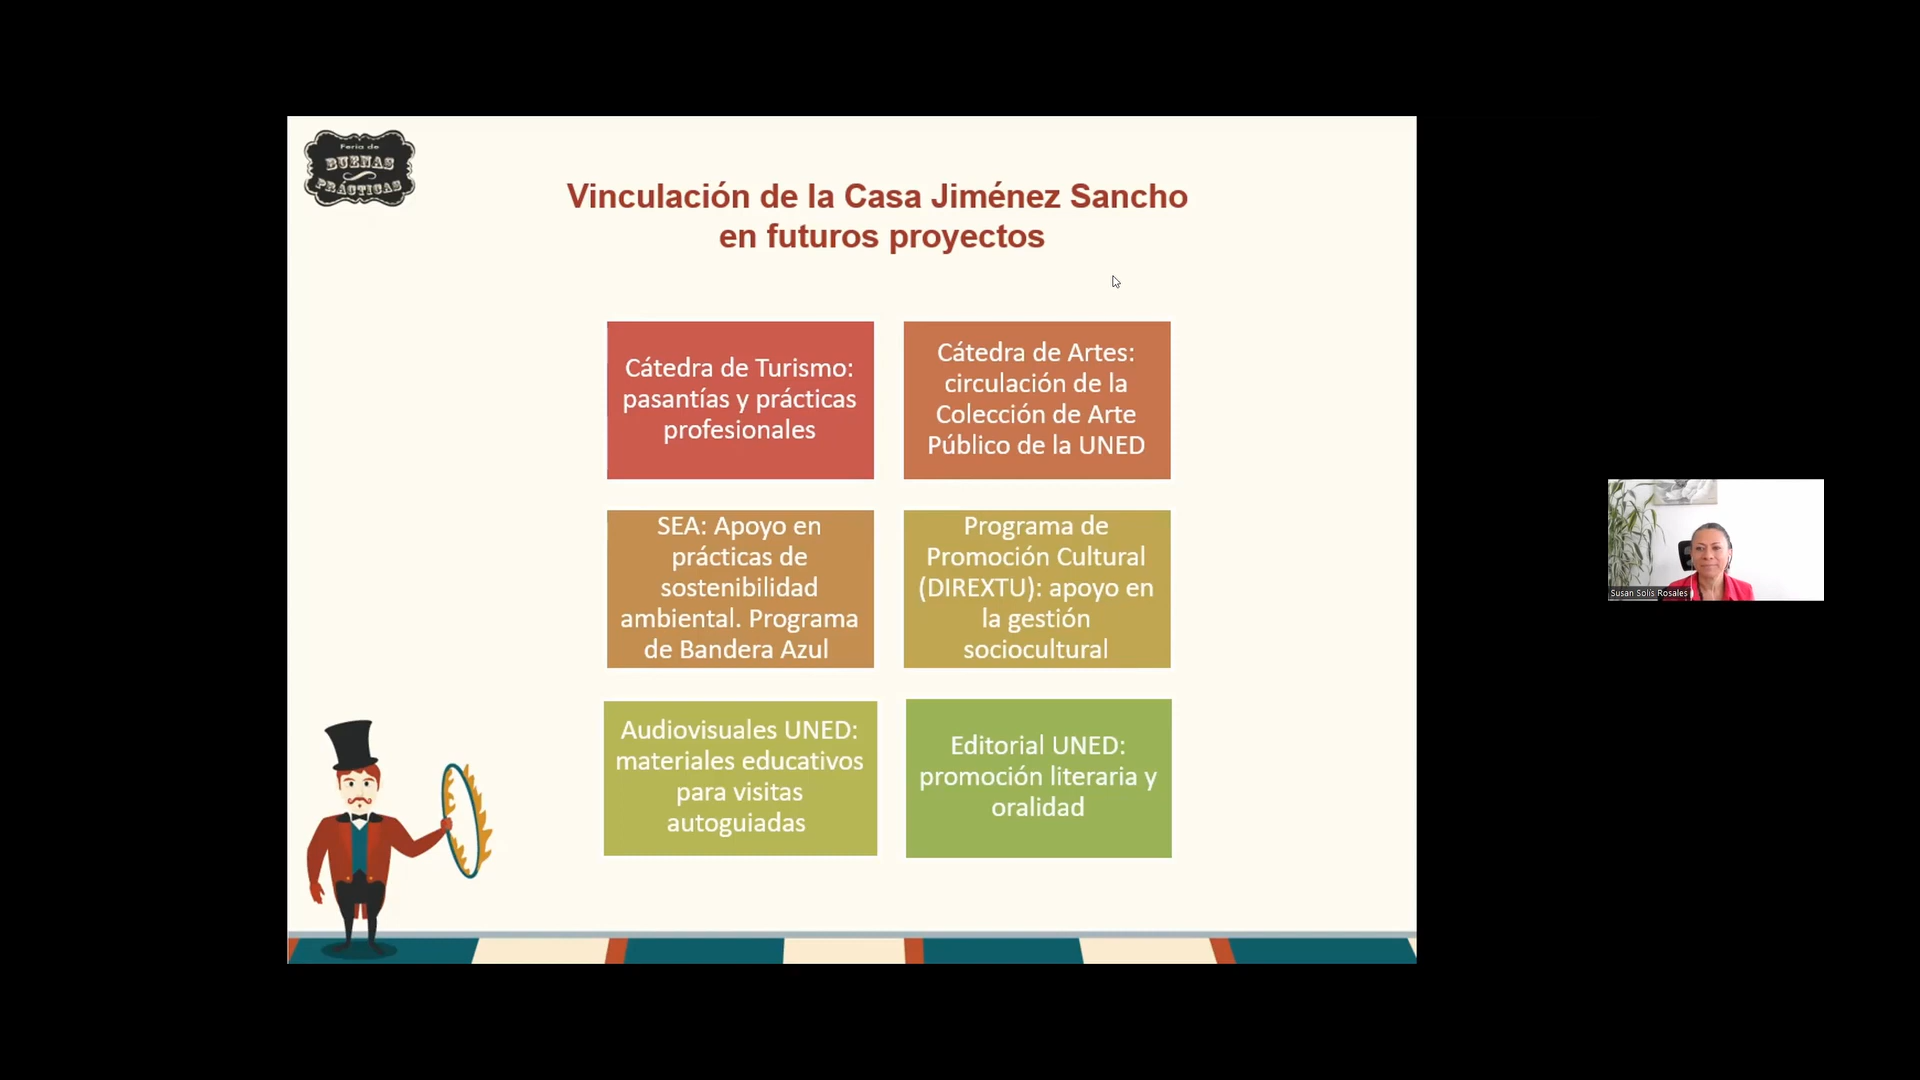 Feria de
BUENAS
PRÁCTICAS
Vinculación de la Casa Jiménez Sancho
en futuros proyectos
Cátedra de Turismo:
pasantías y prácticas
profesionales
Cátedra de Artes:
circulación de la
Colección de Arte
Público de la UNED
SEA: Apoyo en
prácticas de
sostenibilidad
ambiental. Programa
de Bandera Azul
Programa de
Promoción Cultural
(DIREXTU): apoyo en
la gestión
sociocultural
Audiovisuales UNED:
materiales educativos
para visitas
autoguiadas
Editorial UNED:
promoción literaria y
oralidad
Susan Solís Rosales